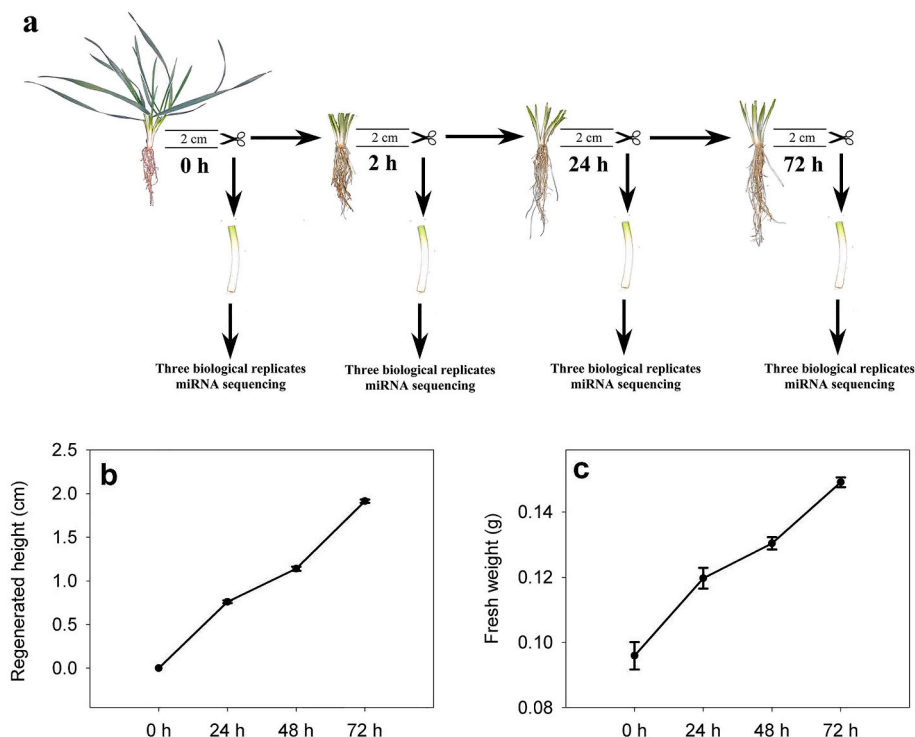 a
2 cm
0 h
2 cm
2 h
2 cm
24 h
2 cm
72 h
Three biological replicates
miRNA sequencing
Three biological replicates
miRNA sequencing
Three biological replicates
miRNA sequencing
Three biological replicates
miRNA sequencing
b
Regenerated height (cm)
2.5
2.0
1.5
1.0
0.5
0.0
0 h 24 h 48 h 72 h
c
Fresh weight (g)
0.14
0.12
0.10
0.08
0 h 24 h 48 h 72 h